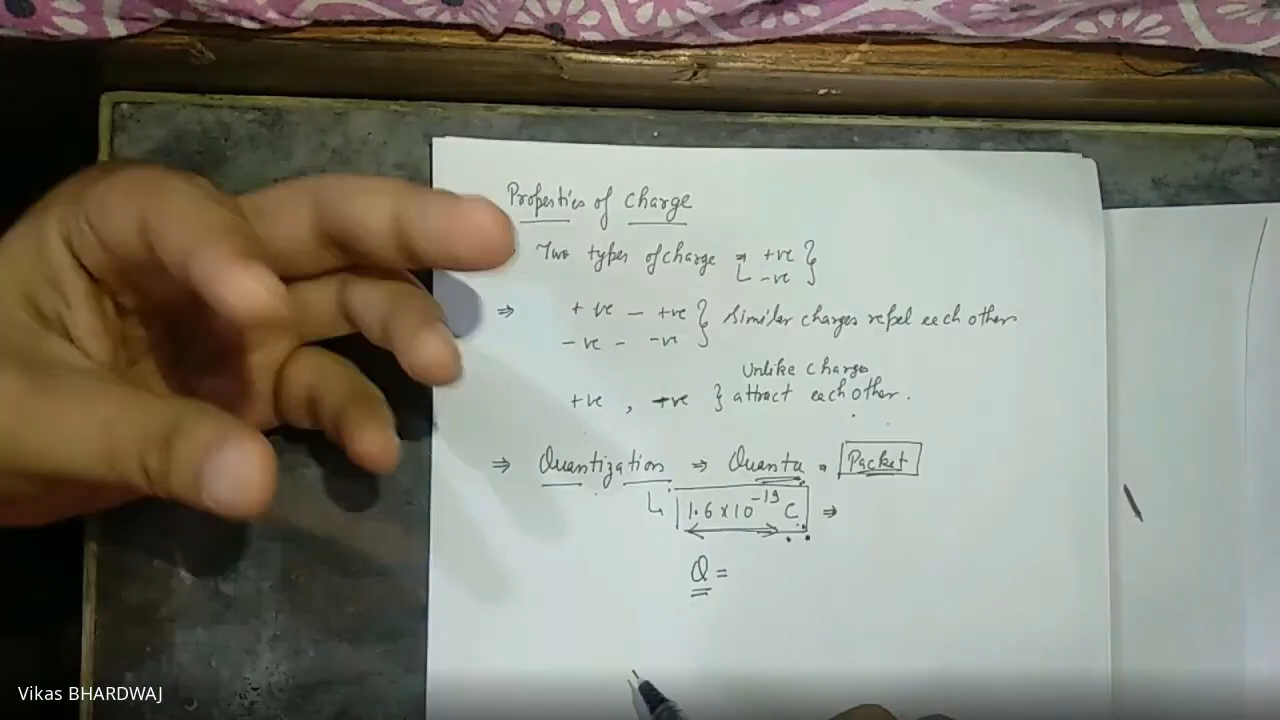 Properties of Charge
Two types of charge ⇒ +ve }
↳ -ve
⇒ +ve - +ve } Similar charges repel each other
-ve - -ve
Unlike Charges
+ve , -ve } attract each other.
⇒ Quantization ⇒ Quanta = Packet
↳ 1.6 x 10^-19 C ⇒
Q =
Vikas BHARDWAJ